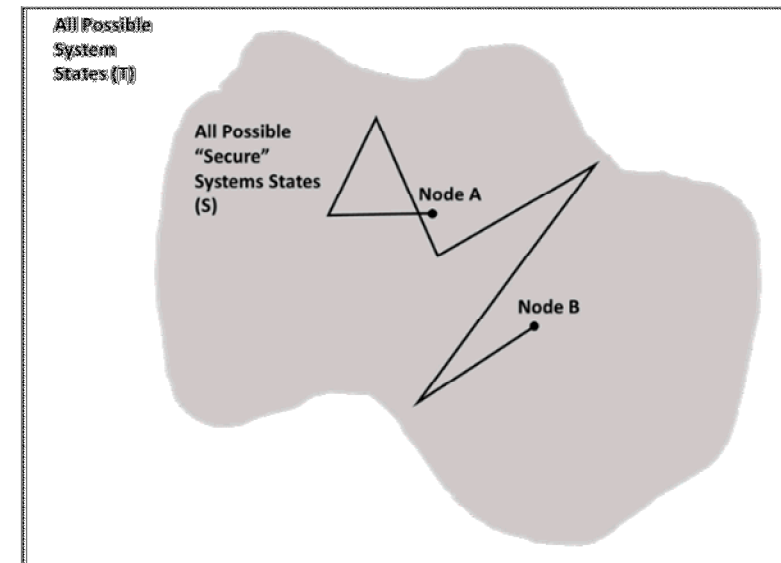 All Possible
System
States (T)
All Possible
“Secure”
Systems States
(S)
Node A
Node B